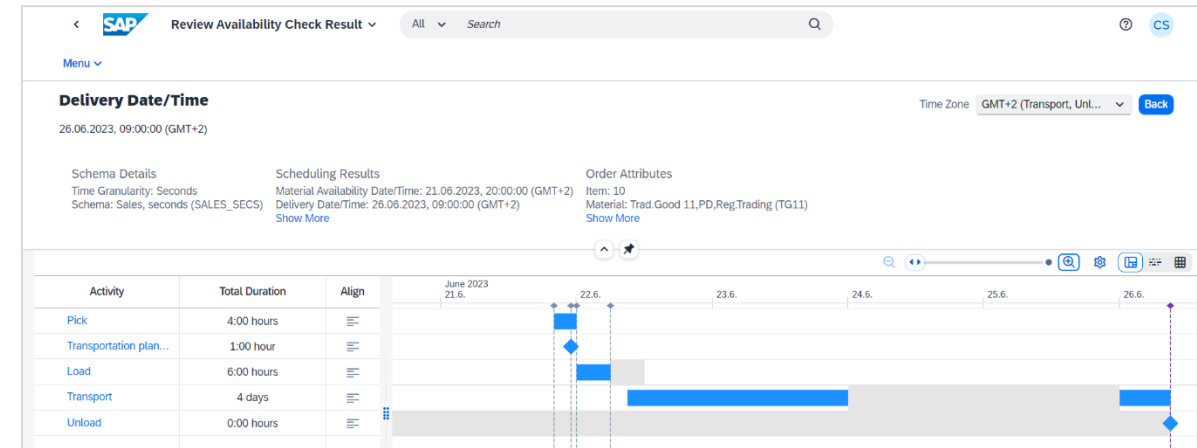 SAP Review Availability Check Result All Search CS
Menu
Delivery Date/Time
Time Zone GMT+2 (Transport, Unl... Back
26.06.2023, 09:00:00 (GMT+2)
Schema Details Scheduling Results Order Attributes
Time Granularity: Seconds Material Availability Date/Time: 21.06.2023, 20:00:00 (GMT+2) Item: 10
Schema: Sales, seconds (SALES_SECS) Delivery Date/Time: 26.06.2023, 09:00:00 (GMT+2) Material: Trad.Good 11,PD,Reg.Trading (TG11)
Show More Show More
Activity Total Duration Align June 2023
21.6. 22.6. 23.6. 24.6. 25.6. 26.6.
Pick 4:00 hours
Transportation plan... 1:00 hour
Load 6:00 hours
Transport 4 days
Unload 0:00 hours